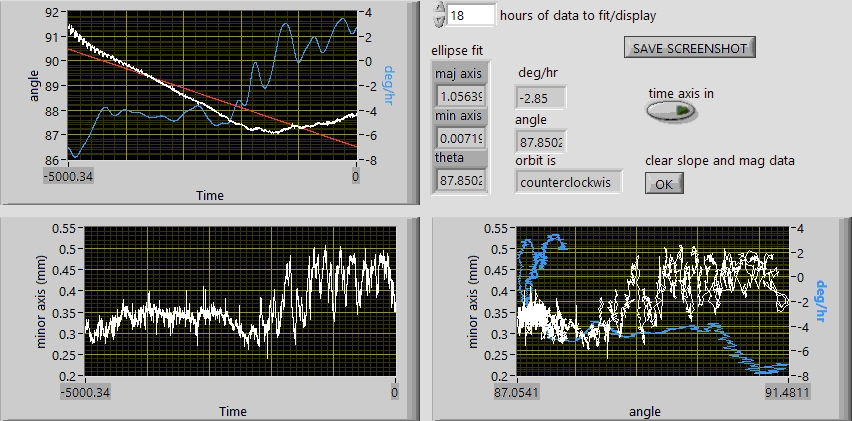 18 hours of data to fit/display
SAVE SCREENSHOT
ellipse fit
maj axis
1.0563
min axis
0.00719
theta
87.8502
deg/hr
-2.85
angle
87.8502
orbit is
counterclockwis
time axis in
clear slope and mag data
OK
92
91
90
89
88
87
86
angle
4
2
0
-2
-4
-6
-8
deg/hr
-5000.34
0
Time
0.55
0.5
0.45
0.4
0.35
0.3
0.25
0.2
minor axis (mm)
-5000.34
0
Time
0.55
0.5
0.45
0.4
0.35
0.3
0.25
0.2
minor axis (mm)
4
2
0
-2
-4
-6
-8
deg/hr
87.0541
91.4811
angle